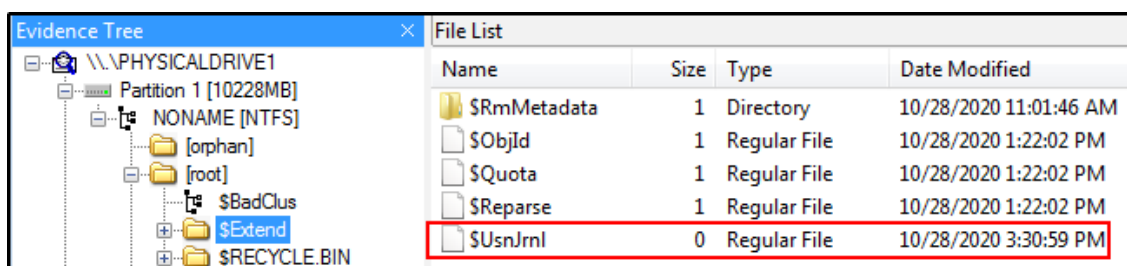 Evidence Tree
\\.\PHYSICALDRIVE1
Partition 1 [10228MB]
NONAME [NTFS]
[orphan]
[root]
$BadClus
$Extend
$RECYCLE.BIN
File List
Name Size Type Date Modified
$RmMetadata 1 Directory 10/28/2020 11:01:46 AM
$ObjId 1 Regular File 10/28/2020 1:22:02 PM
$Quota 1 Regular File 10/28/2020 1:22:02 PM
$Reparse 1 Regular File 10/28/2020 1:22:02 PM
$UsnJrnl 0 Regular File 10/28/2020 3:30:59 PM